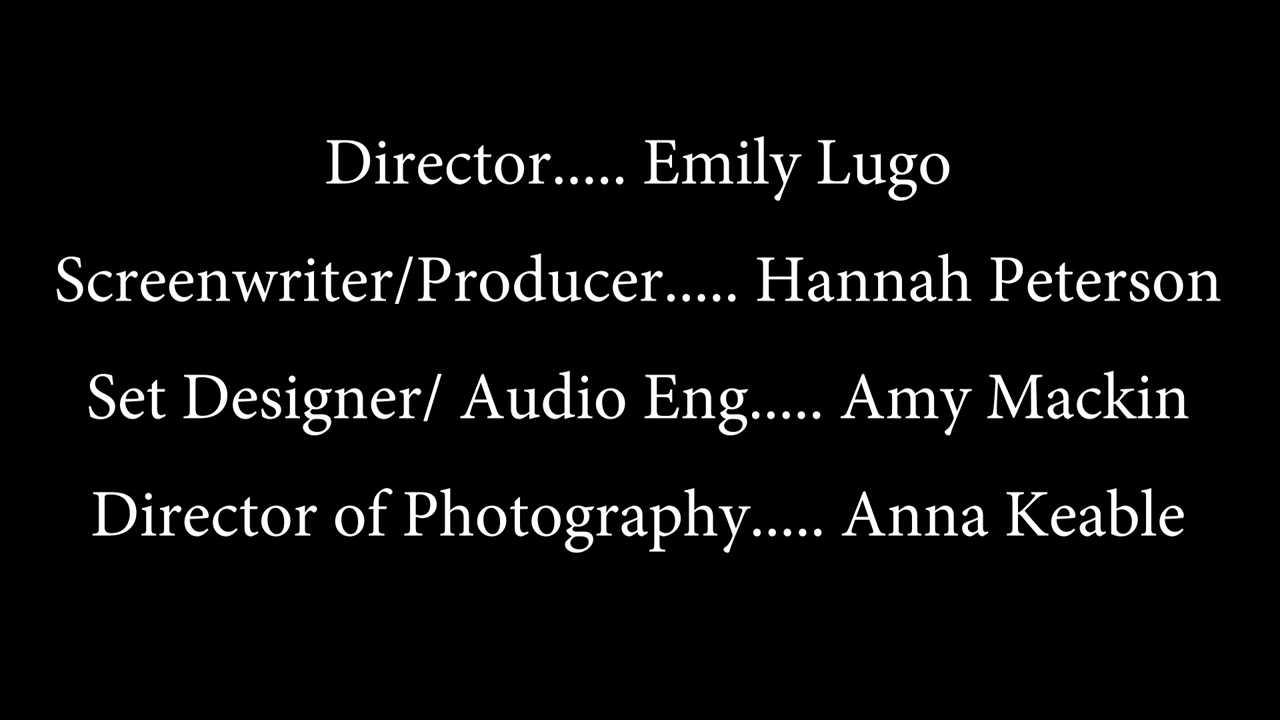 Director..... Emily Lugo
Screenwriter/Producer..... Hannah Peterson
Set Designer/ Audio Eng..... Amy Mackin
Director of Photography..... Anna Keable